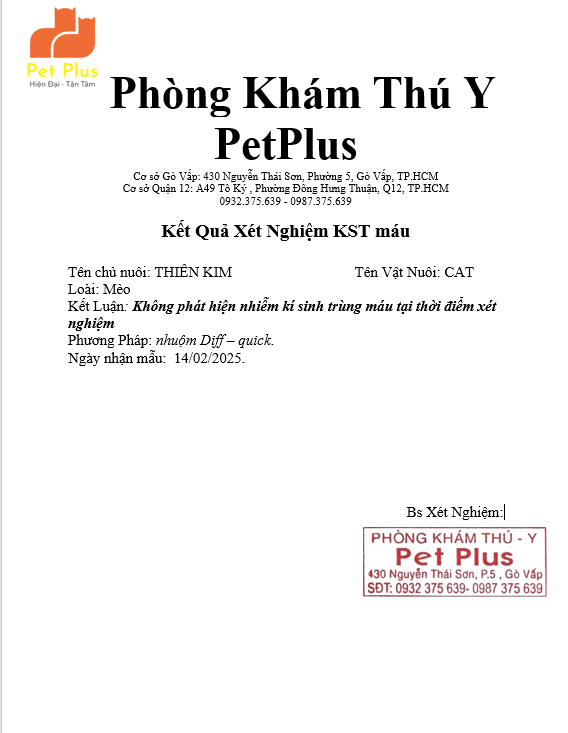 Pet Plus
Hiện Đại - Tận Tâm
Phòng Khám Thú Y
PetPlus
Cơ sở Gò Vấp: 430 Nguyễn Thái Sơn, Phường 5, Gò Vấp, TP.HCM
Cơ sở Quận 12: A49 Tô Ký , Phường Đông Hưng Thuận, Q12, TP.HCM
0932.375.639 - 0987.375.639
Kết Quả Xét Nghiệm KST máu
Tên chủ nuôi: THIÊN KIM Tên Vật Nuôi: CAT
Loài: Mèo
Kết Luận: Không phát hiện nhiễm kí sinh trùng máu tại thời điểm xét
nghiệm
Phương Pháp: nhuộm Diff – quick.
Ngày nhận mẫu: 14/02/2025.
Bs Xét Nghiệm:
PHÒNG KHÁM THÚ - Y
Pet Plus
430 Nguyễn Thái Sơn, P.5 , Gò Vấp
SĐT: 0932 375 639- 0987 375 639